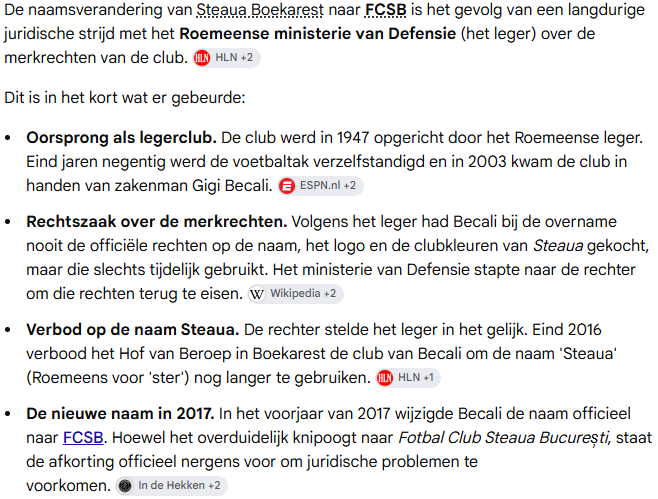 De naamsverandering van Steaua Boekarest naar FCSB is het gevolg van een langdurige
juridische strijd met het Roemeense ministerie van Defensie (het leger) over de
merkrechten van de club. HLN HLN +2
Dit is in het kort wat er gebeurde:
• Oorsprong als legerclub. De club werd in 1947 opgericht door het Roemeense leger.
Eind jaren negentig werd de voetbaltak verzelfstandigd en in 2003 kwam de club in
handen van zakenman Gigi Becali. ESPN.nl +2
• Rechtszaak over de merkrechten. Volgens het leger had Becali bij de overname
nooit de officiële rechten op de naam, het logo en de clubkleuren van Steaua gekocht,
maar die slechts tijdelijk gebruikt. Het ministerie van Defensie stapte naar de rechter
om die rechten terug te eisen. W Wikipedia +2
• Verbod op de naam Steaua. De rechter stelde het leger in het gelijk. Eind 2016
verbood het Hof van Beroep in Boekarest de club van Becali om de naam 'Steaua'
(Roemeens voor 'ster') nog langer te gebruiken. HLN HLN +1
• De nieuwe naam in 2017. In het voorjaar van 2017 wijzigde Becali de naam officieel
naar FCSB. Hoewel het overduidelijk knipoogt naar Fotbal Club Steaua București, staat
de afkorting officieel nergens voor om juridische problemen te
voorkomen. In de Hekken +2